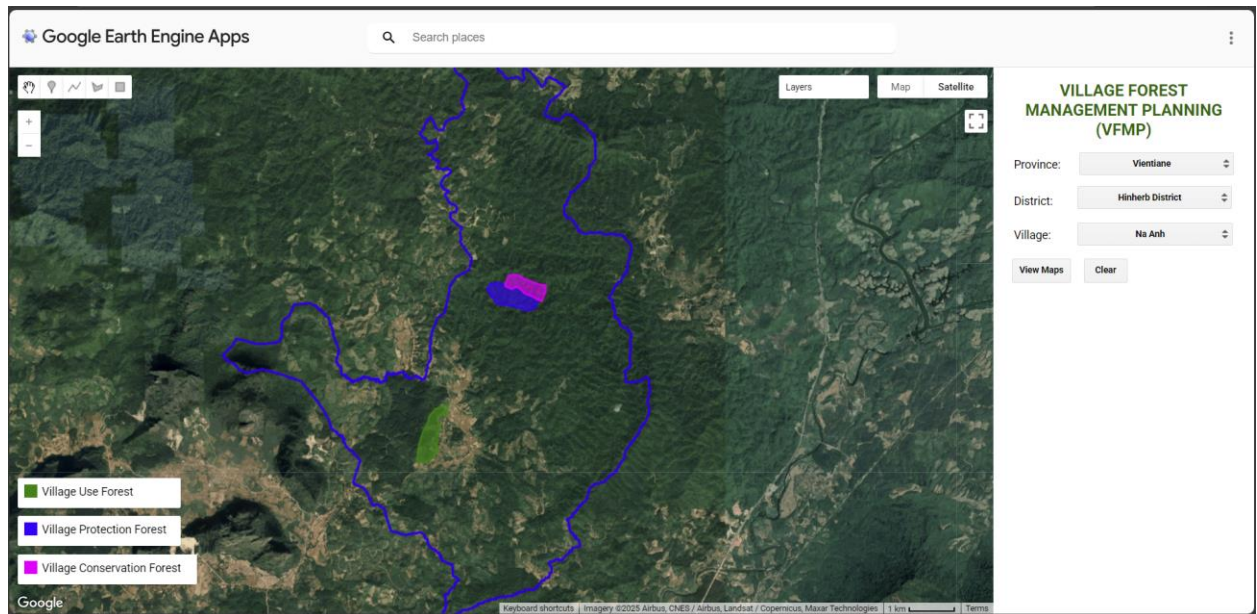 Google Earth Engine Apps
Search places
Layers
Map
Satellite
VILLAGE FOREST
MANAGEMENT PLANNING
(VFMP)
Province:
Vientiane
District:
Hinherb District
Village:
Na Anh
View Maps
Clear
Village Use Forest
Village Protection Forest
Village Conservation Forest
Google
Keyboard shortcuts
Imagery ©2025 Airbus, CNES / Airbus, Landsat / Copernicus, Maxar Technologies
1 km
Terms